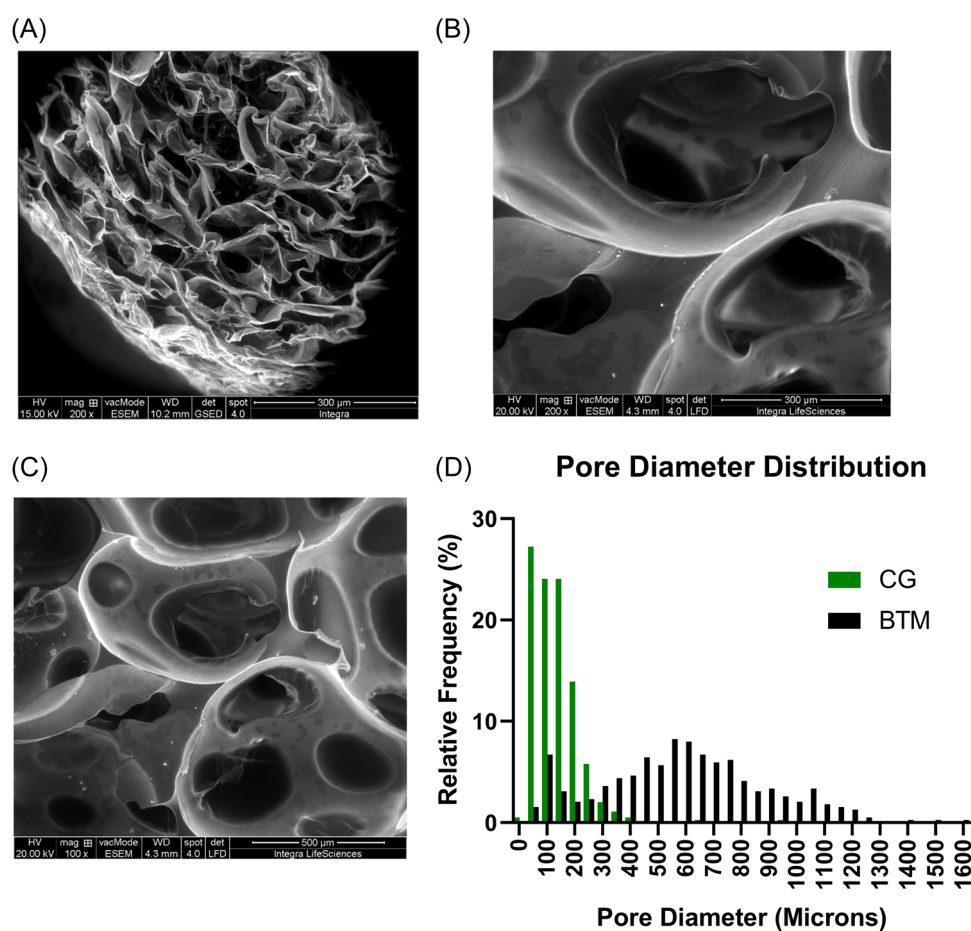 (A)
(B)
HV mag vacMode WD det spot 300 µm
15.00 kV 200 x ESEM 10.2 mm GSED 4.0 Integra
HV mag vacMode WD det spot 300 µm
20.00 kV 200 x ESEM 4.3 mm LFD 4.0 Integra LifeSciences
(C)
HV mag vacMode WD det spot 500 µm
20.00 kV 100 x ESEM 4.3 mm LFD 4.0 Integra LifeSciences
(D)
Pore Diameter Distribution
Relative Frequency (%)
30
20
10
0
CG
BTM
0 100 200 300 400 500 600 700 800 900 1000 1100 1200 1300 1400 1500 1600
Pore Diameter (Microns)